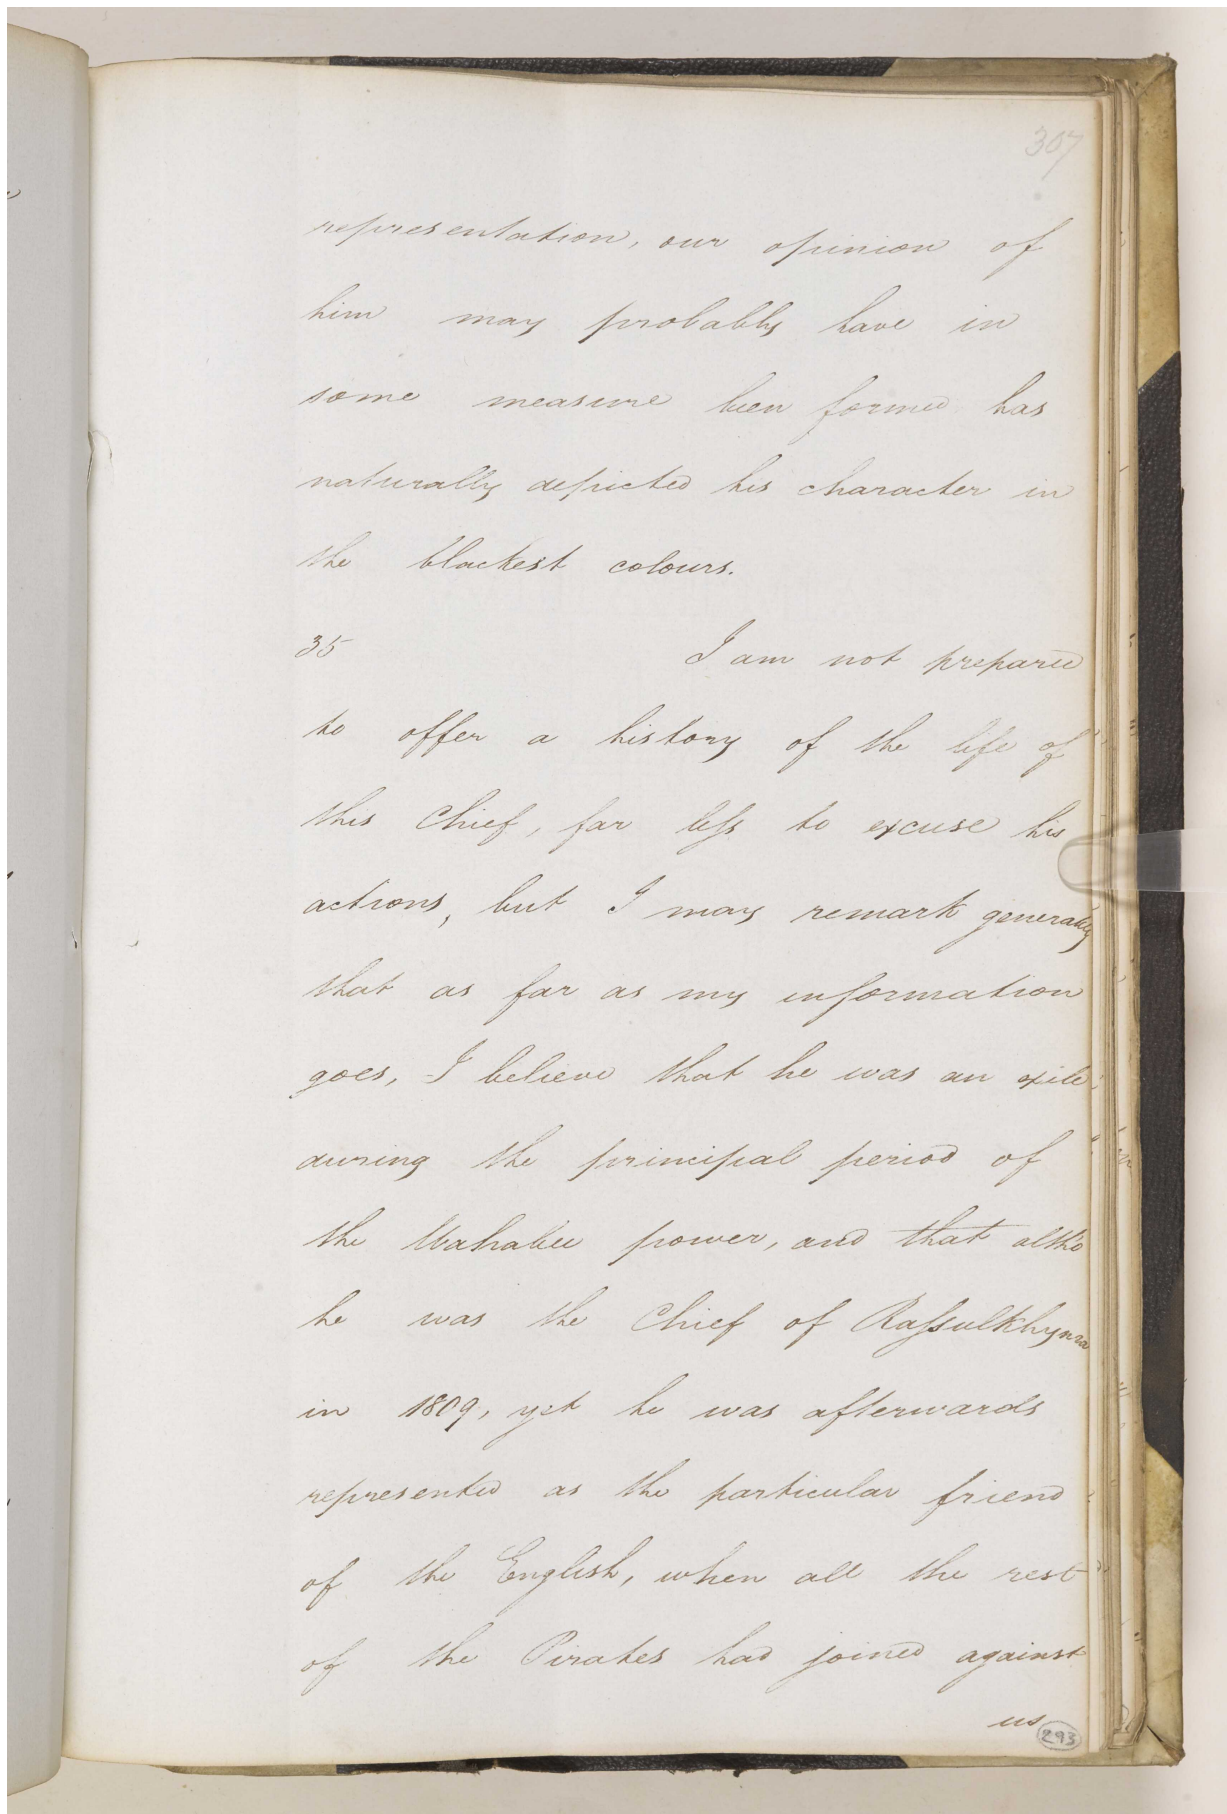 307
representation, our opinion of
him may probably have in
some measure been formed has
naturally depicted his character in
the blackest colours.
35 I am not prepared
to offer a history of the life of
this Chief, far less to excuse his
actions, but I may remark generally
that as far as my information
goes, I believe that he was an exile
during the principal period of
the Wahabee power, and that altho
he was the Chief of Rassulkhyma
in 1809, yet he was afterwards
represented as the particular friend
of the English, when all the rest
of the Pirates had joined against
us
293